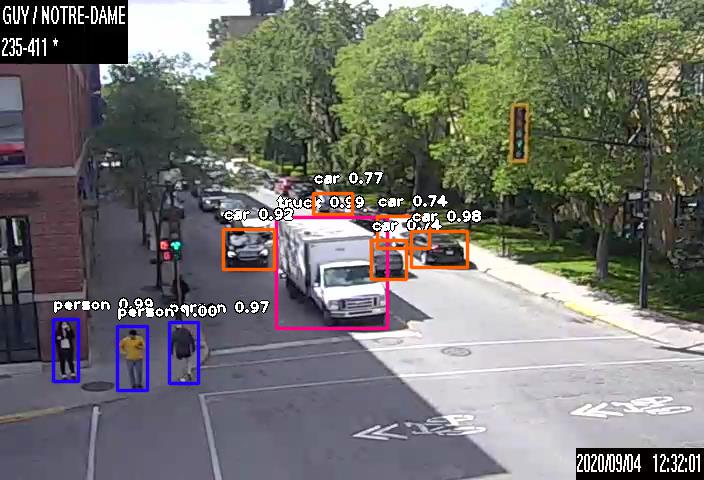 GUY / NOTRE-DAME
235-411 *
car 0.77
truck 0.99
car 0.74
car 0.92
car 0.98
car 0.74
person 0.99
person 1.00
person 0.97
2020/09/04 12:32:01